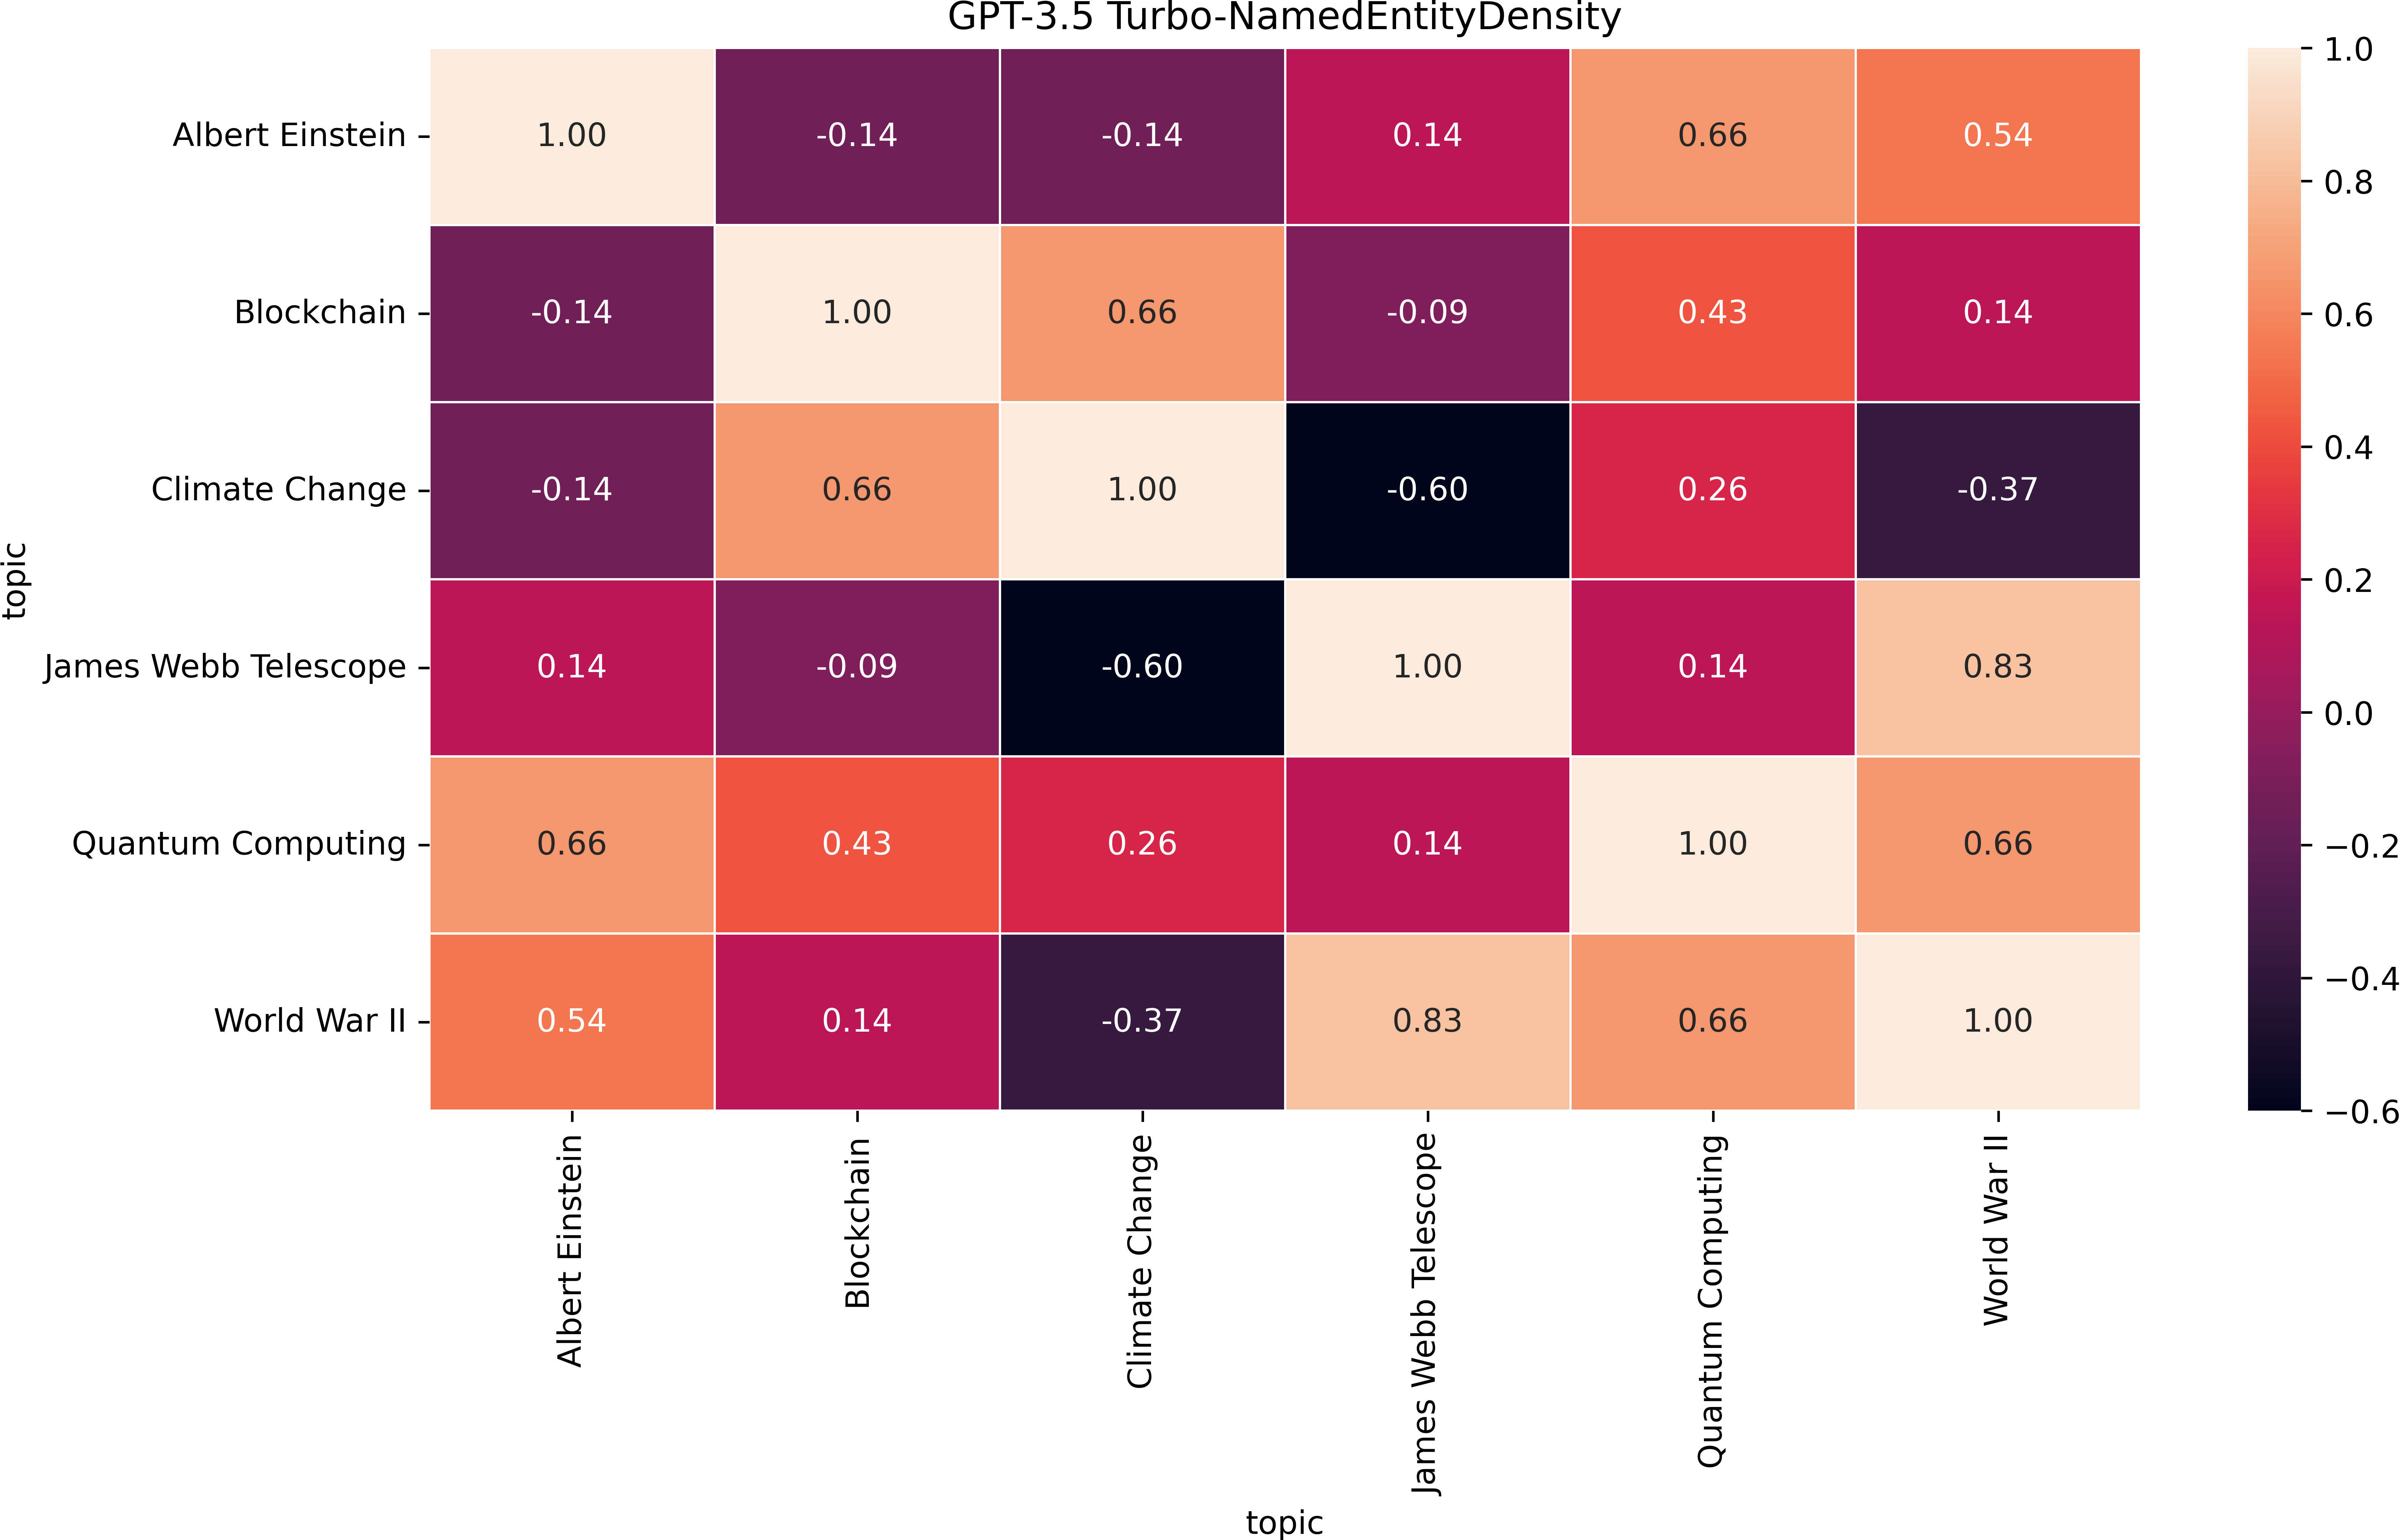 GPT-3.5 Turbo-NamedEntityDensity
Albert Einstein 1.00 -0.14 -0.14 0.14 0.66 0.54
Blockchain -0.14 1.00 0.66 -0.09 0.43 0.14
Climate Change -0.14 0.66 1.00 -0.60 0.26 -0.37
James Webb Telescope 0.14 -0.09 -0.60 1.00 0.14 0.83
Quantum Computing 0.66 0.43 0.26 0.14 1.00 0.66
World War II 0.54 0.14 -0.37 0.83 0.66 1.00
topic
Albert Einstein
Blockchain
Climate Change
James Webb Telescope
Quantum Computing
World War II
topic
1.0
0.8
0.6
0.4
0.2
0.0
−0.2
−0.4
−0.6